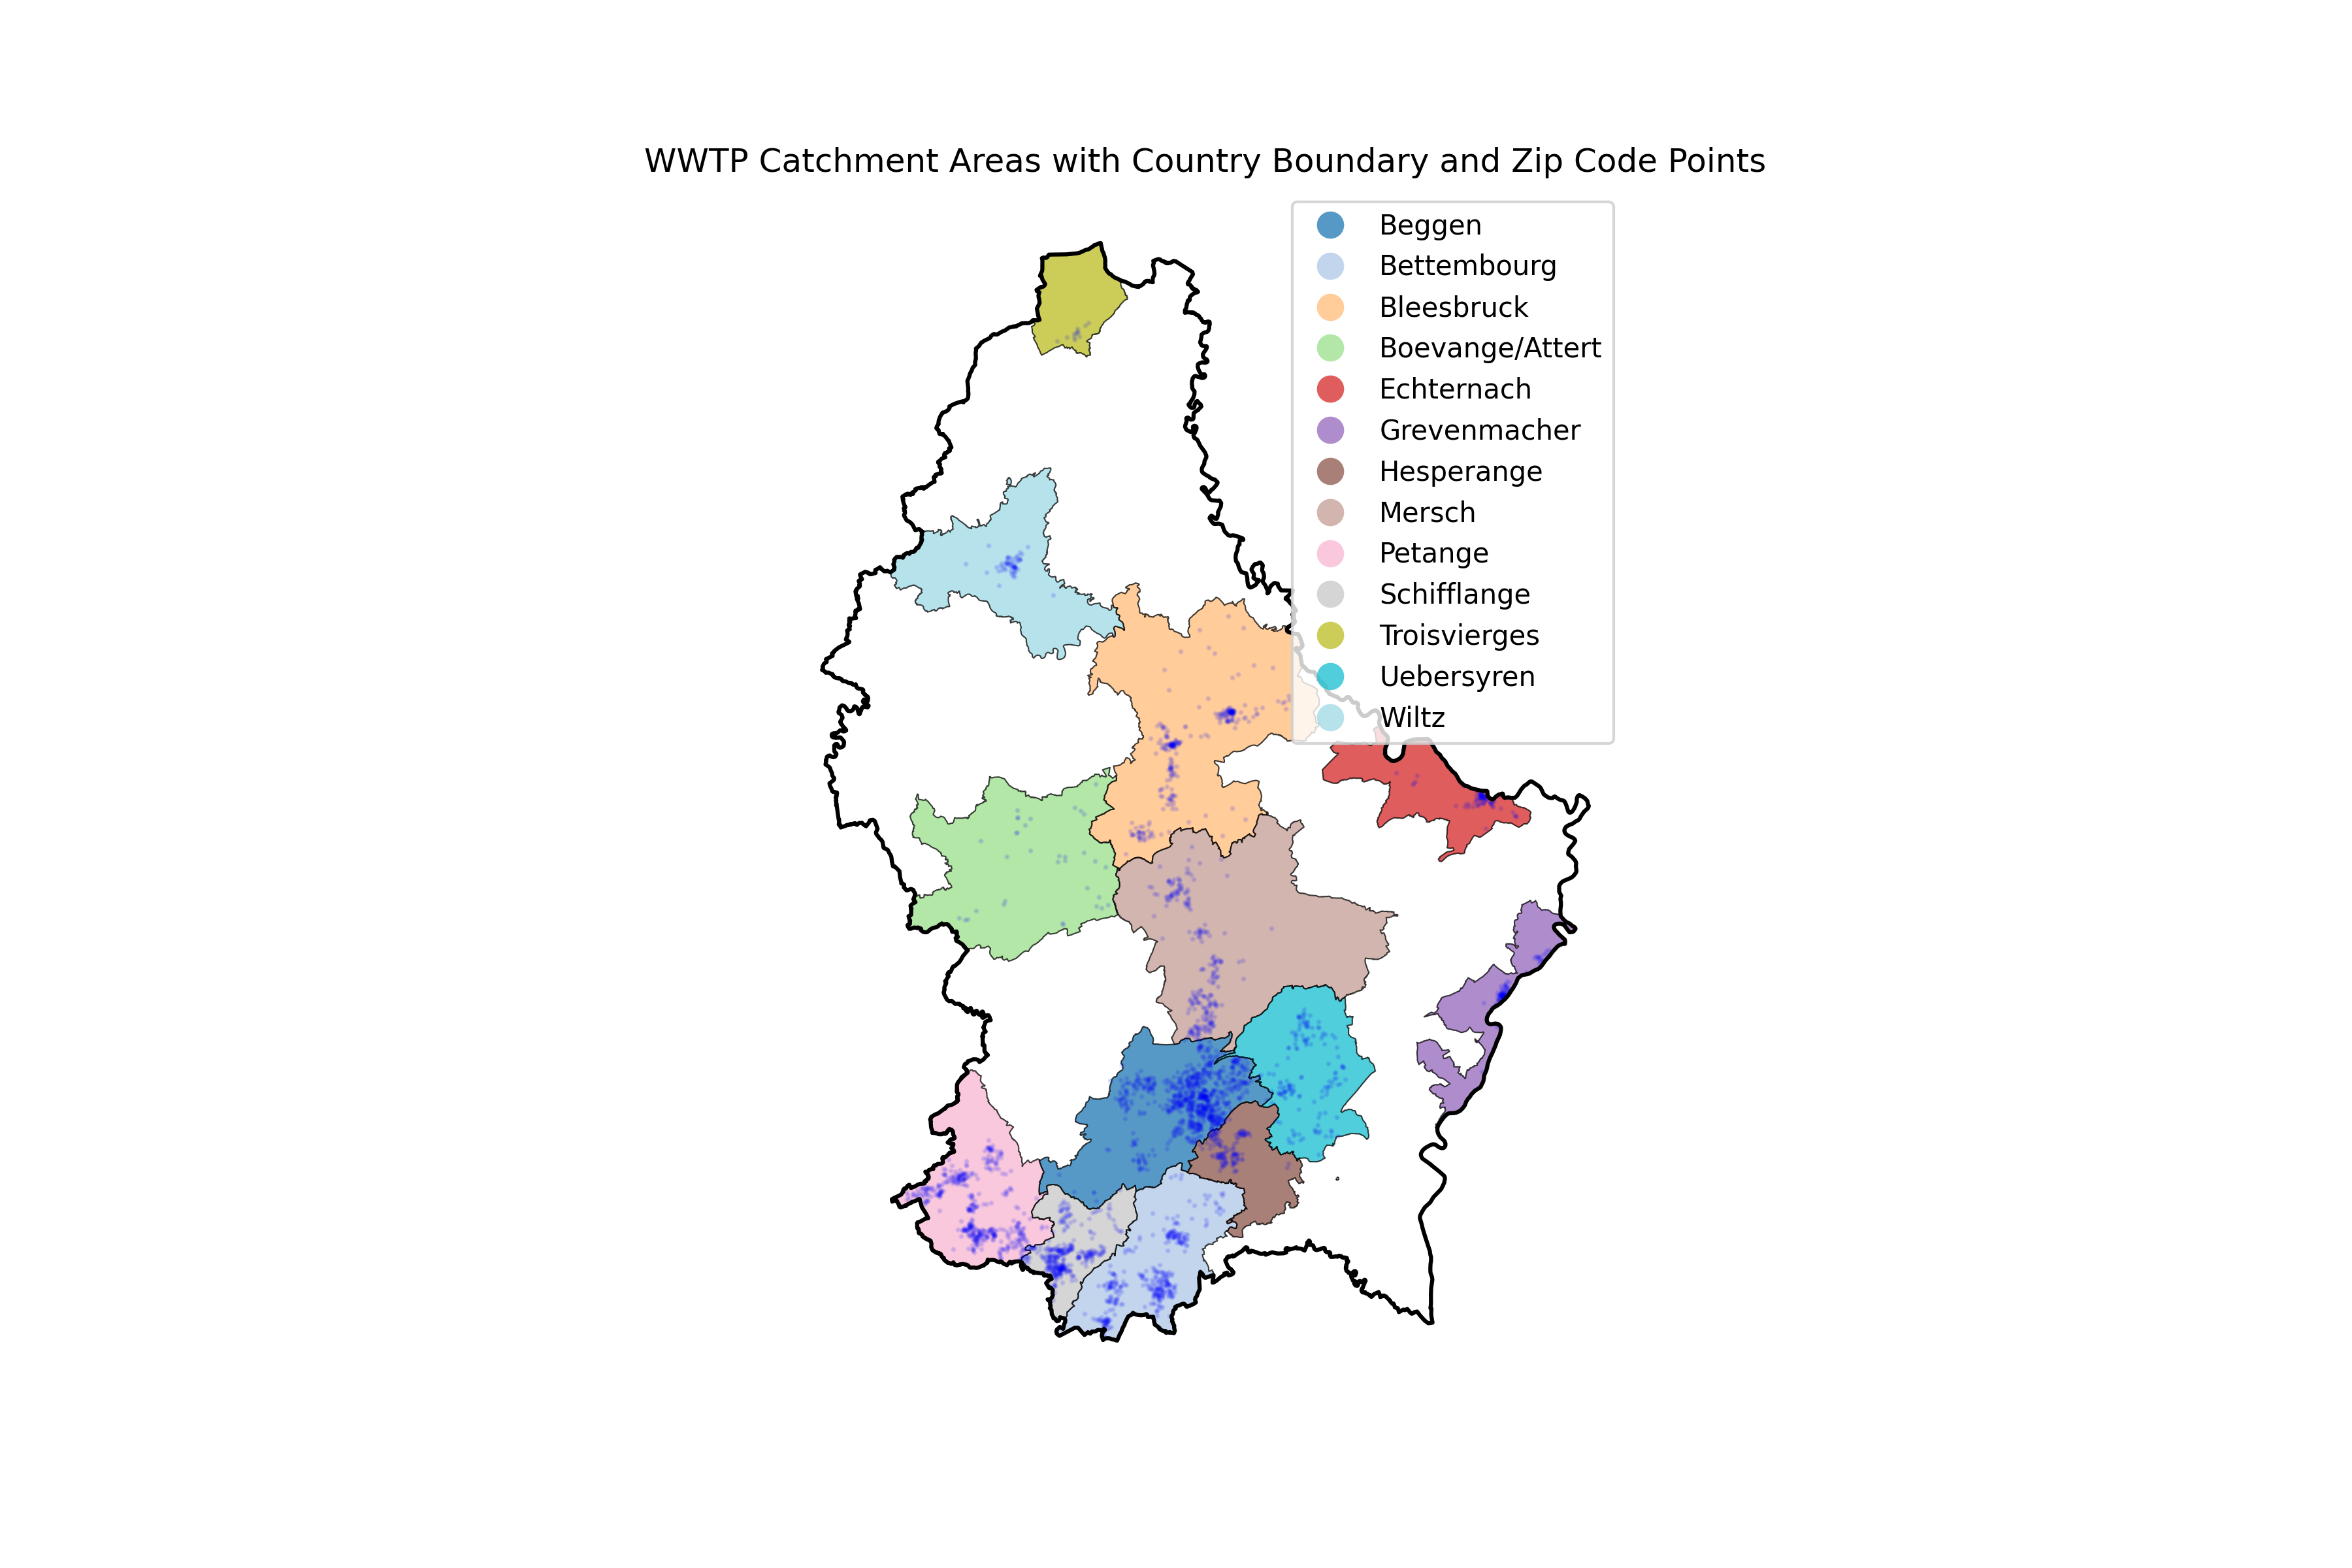 WWTP Catchment Areas with Country Boundary and Zip Code Points
Beggen
Bettembourg
Bleesbruck
Boevange/Attert
Echternach
Grevenmacher
Hesperange
Mersch
Petange
Schifflange
Troisvierges
Uebersyren
Wiltz